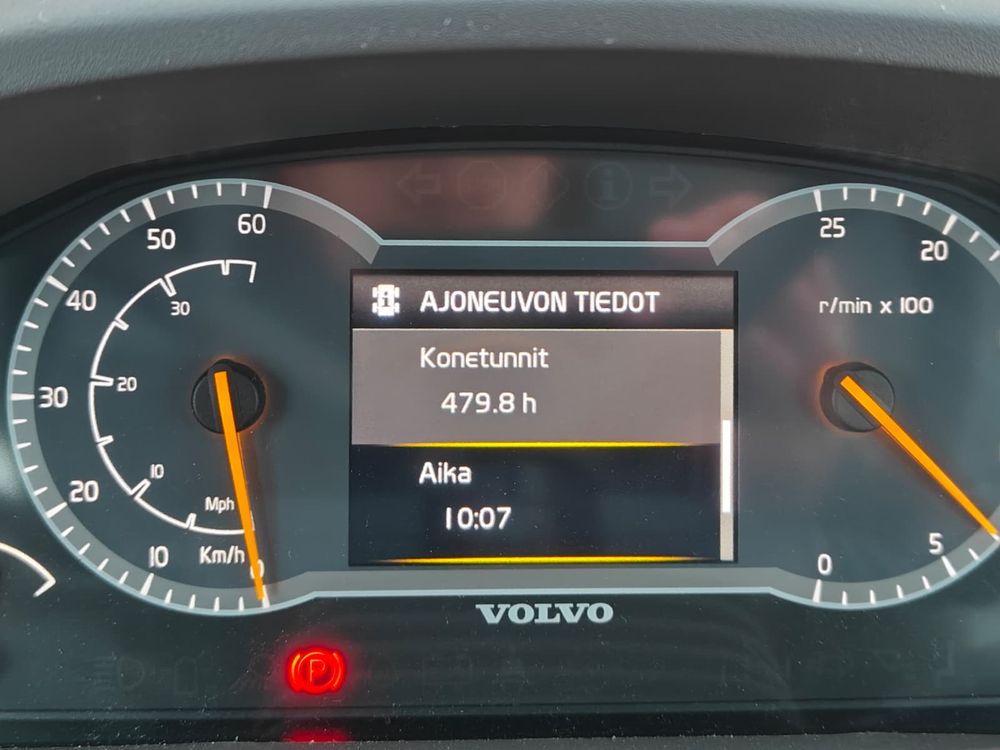 60
50
40
30
20
10
0
30
20
10
Mph
Km/h
AJONEUVON TIEDOT
Konetunnit
479.8 h
Aika
10:07
25
20
r/min x 100
5
0
VOLVO
P